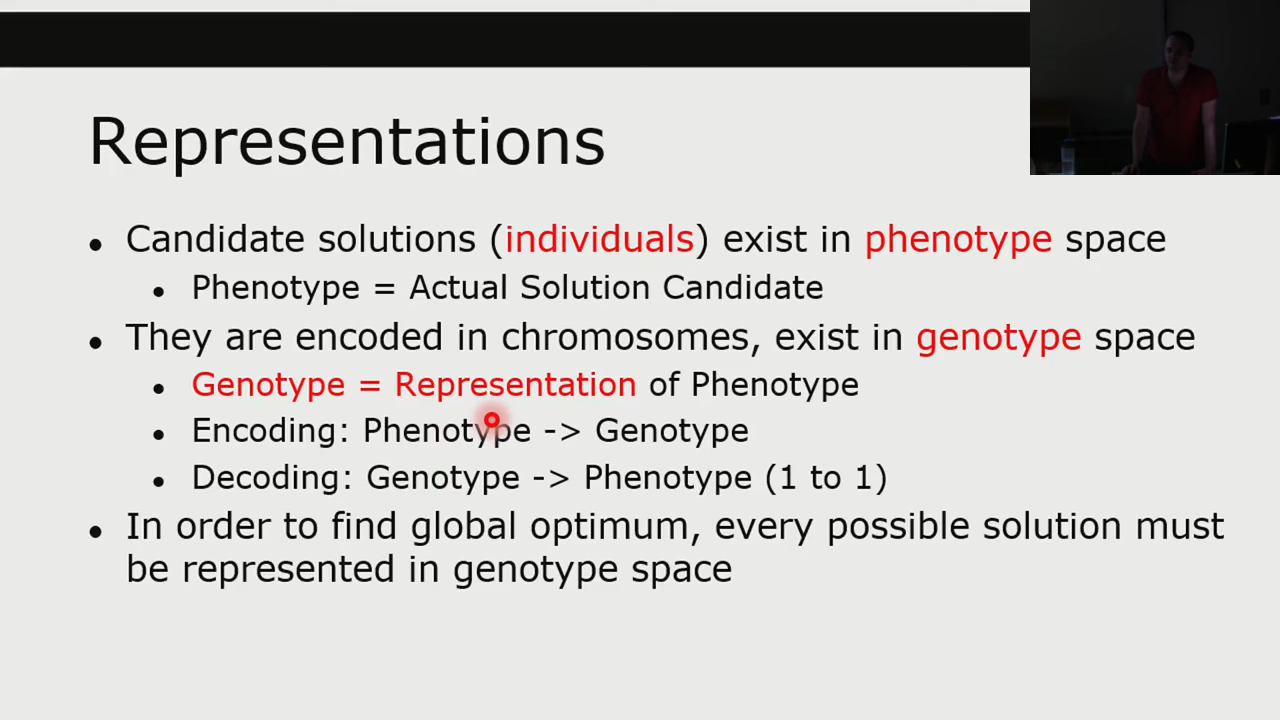 Representations
Candidate solutions (individuals) exist in phenotype space
Phenotype = Actual Solution Candidate
They are encoded in chromosomes, exist in genotype space
Genotype = Representation of Phenotype
Encoding: Phenotype -> Genotype
Decoding: Genotype -> Phenotype (1 to 1)
In order to find global optimum, every possible solution must
be represented in genotype space